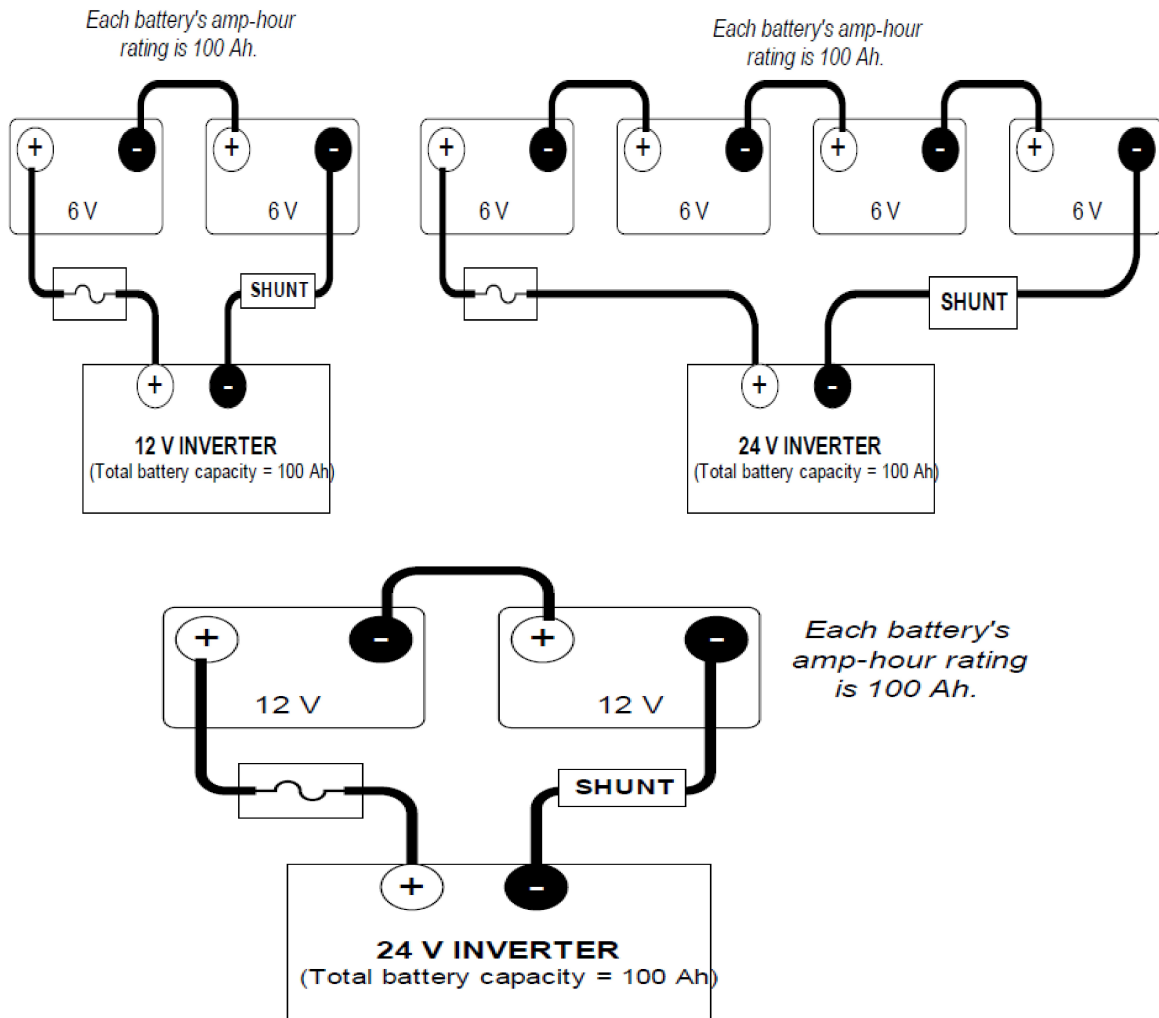 Each battery's amp-hour
rating is 100 Ah.
+
-
+
-
6 V
6 V
SHUNT
+
-
12 V INVERTER
(Total battery capacity = 100 Ah)
Each battery's amp-hour
rating is 100 Ah.
+
-
+
-
+
-
+
-
6 V
6 V
6 V
6 V
SHUNT
+
-
24 V INVERTER
(Total battery capacity = 100 Ah)
+
-
+
-
12 V
12 V
Each battery's
amp-hour rating
is 100 Ah.
SHUNT
+
-
24 V INVERTER
(Total battery capacity = 100 Ah)